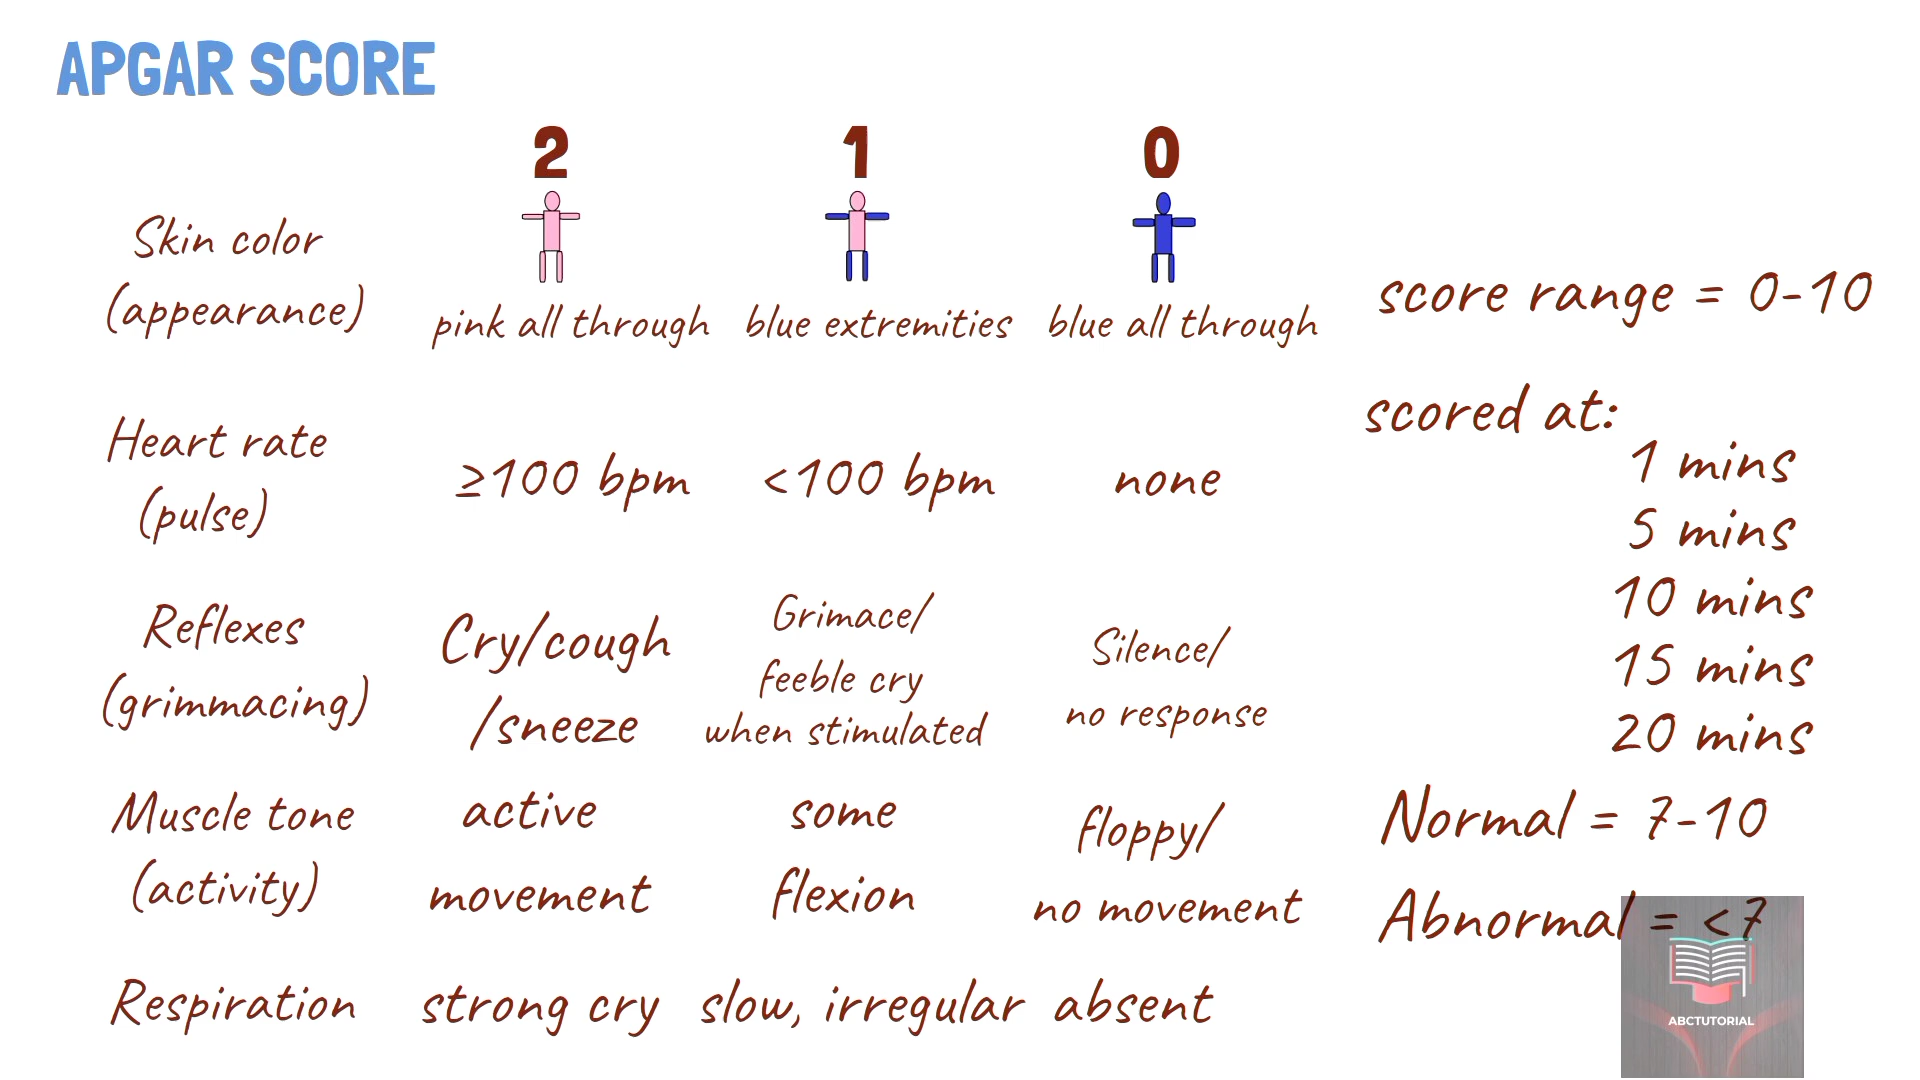 APGAR SCORE
2 1 0
Skin color
(appearance)
pink all through blue extremities blue all through
Heart rate
(pulse)
≥100 bpm <100 bpm none
Reflexes
(grimmacing)
Cry/cough
/sneeze
Grimace/
feeble cry
when stimulated
Silence/
no response
Muscle tone
(activity)
active
movement
some
flexion
floppy/
no movement
Respiration strong cry slow, irregular absent
score range = 0-10
scored at:
1 mins
5 mins
10 mins
15 mins
20 mins
Normal = 7-10
Abnormal = <7
ABCTUTORIAL